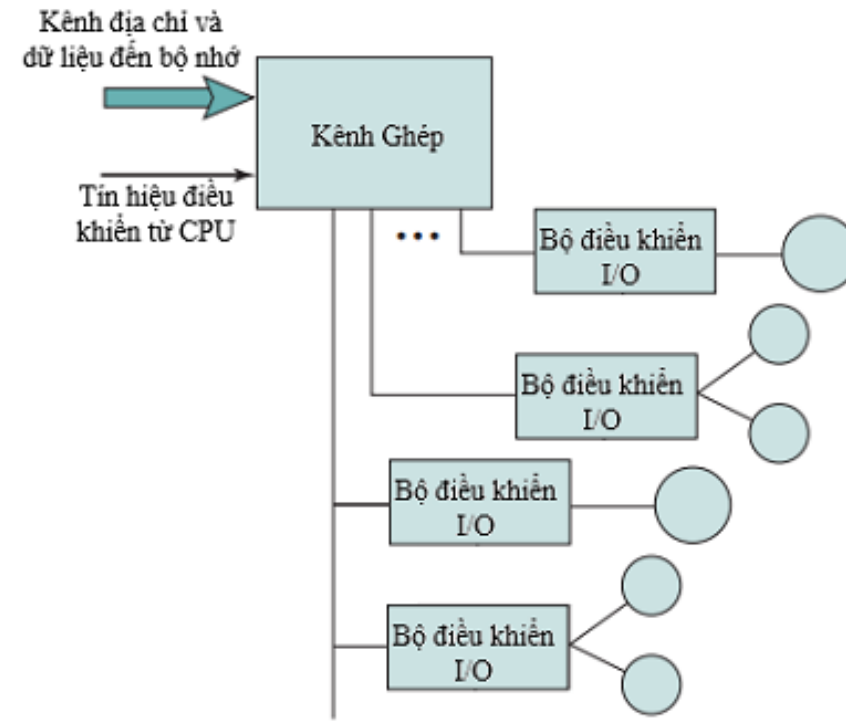 Kênh địa chỉ và
dữ liệu đến bộ nhớ
Kênh Ghép
Tín hiệu điều
khiển từ CPU
Bộ điều khiển
I/O
Bộ điều khiển
I/O
Bộ điều khiển
I/O
Bộ điều khiển
I/O